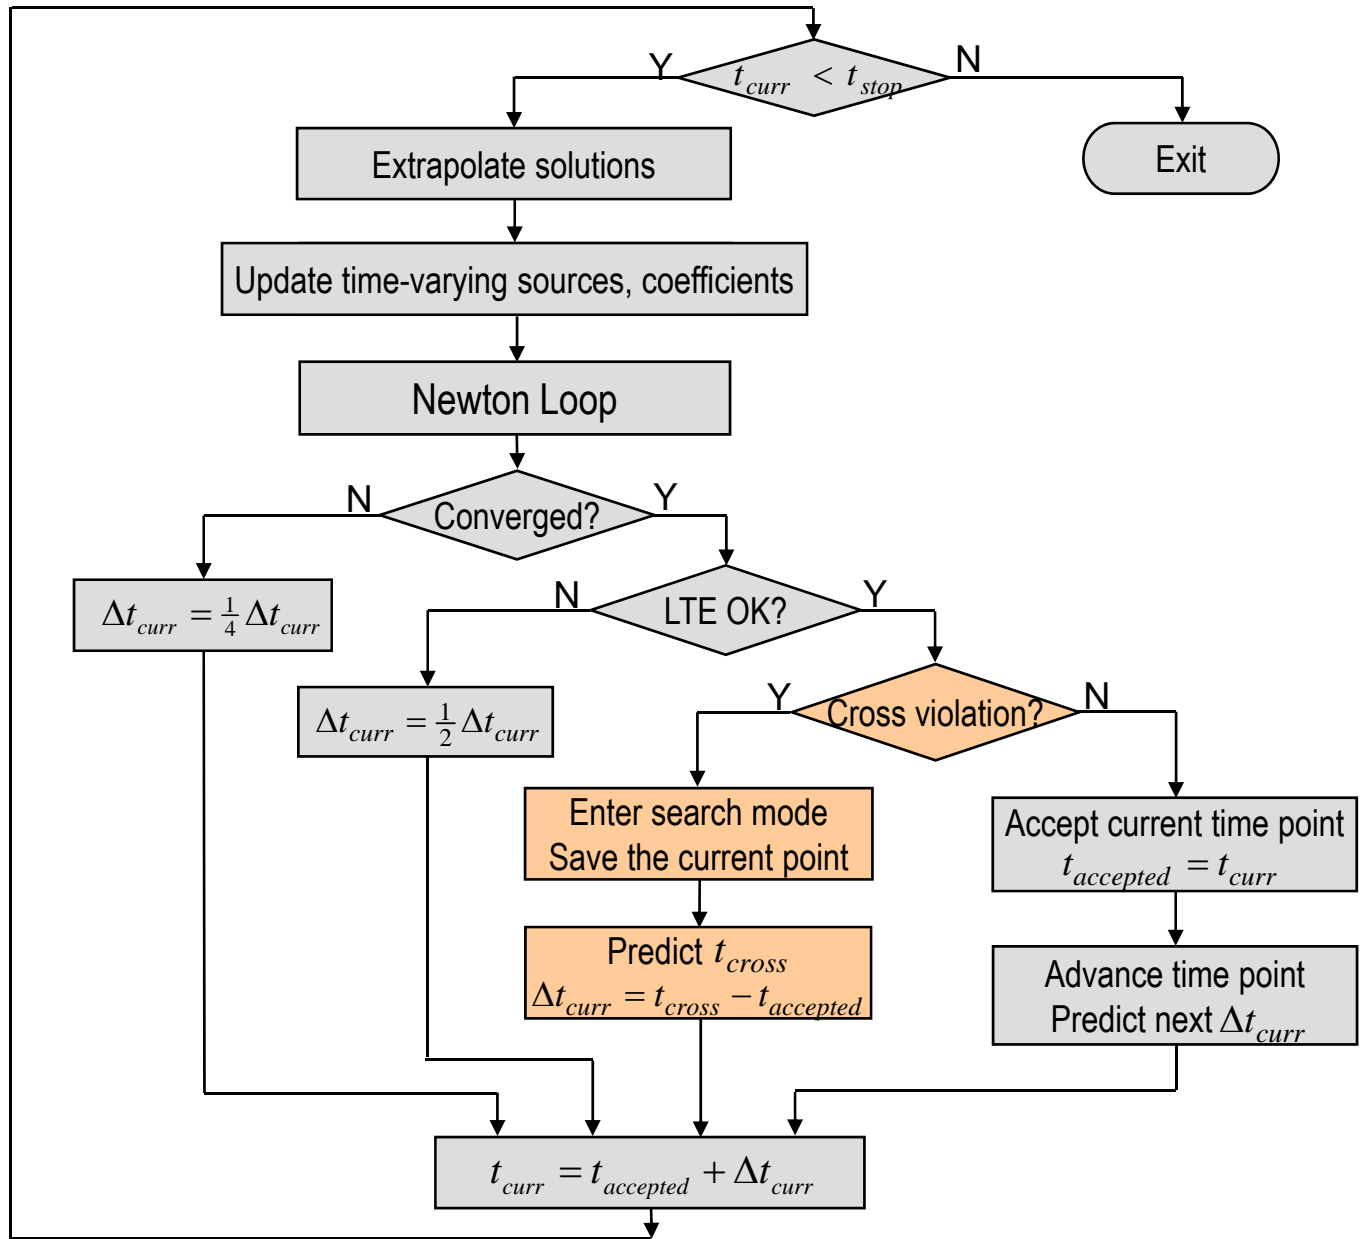 Y
t_curr < t_stop
N
Extrapolate solutions
Exit
Update time-varying sources, coefficients
Newton Loop
N
Converged?
Y
Δt_curr = 1/4 Δt_curr
N
LTE OK?
Y
Δt_curr = 1/2 Δt_curr
Y
Cross violation?
N
Enter search mode
Save the current point
Accept current time point
t_accepted = t_curr
Predict t_cross
Δt_curr = t_cross − t_accepted
Advance time point
Predict next Δt_curr
t_curr = t_accepted + Δt_curr